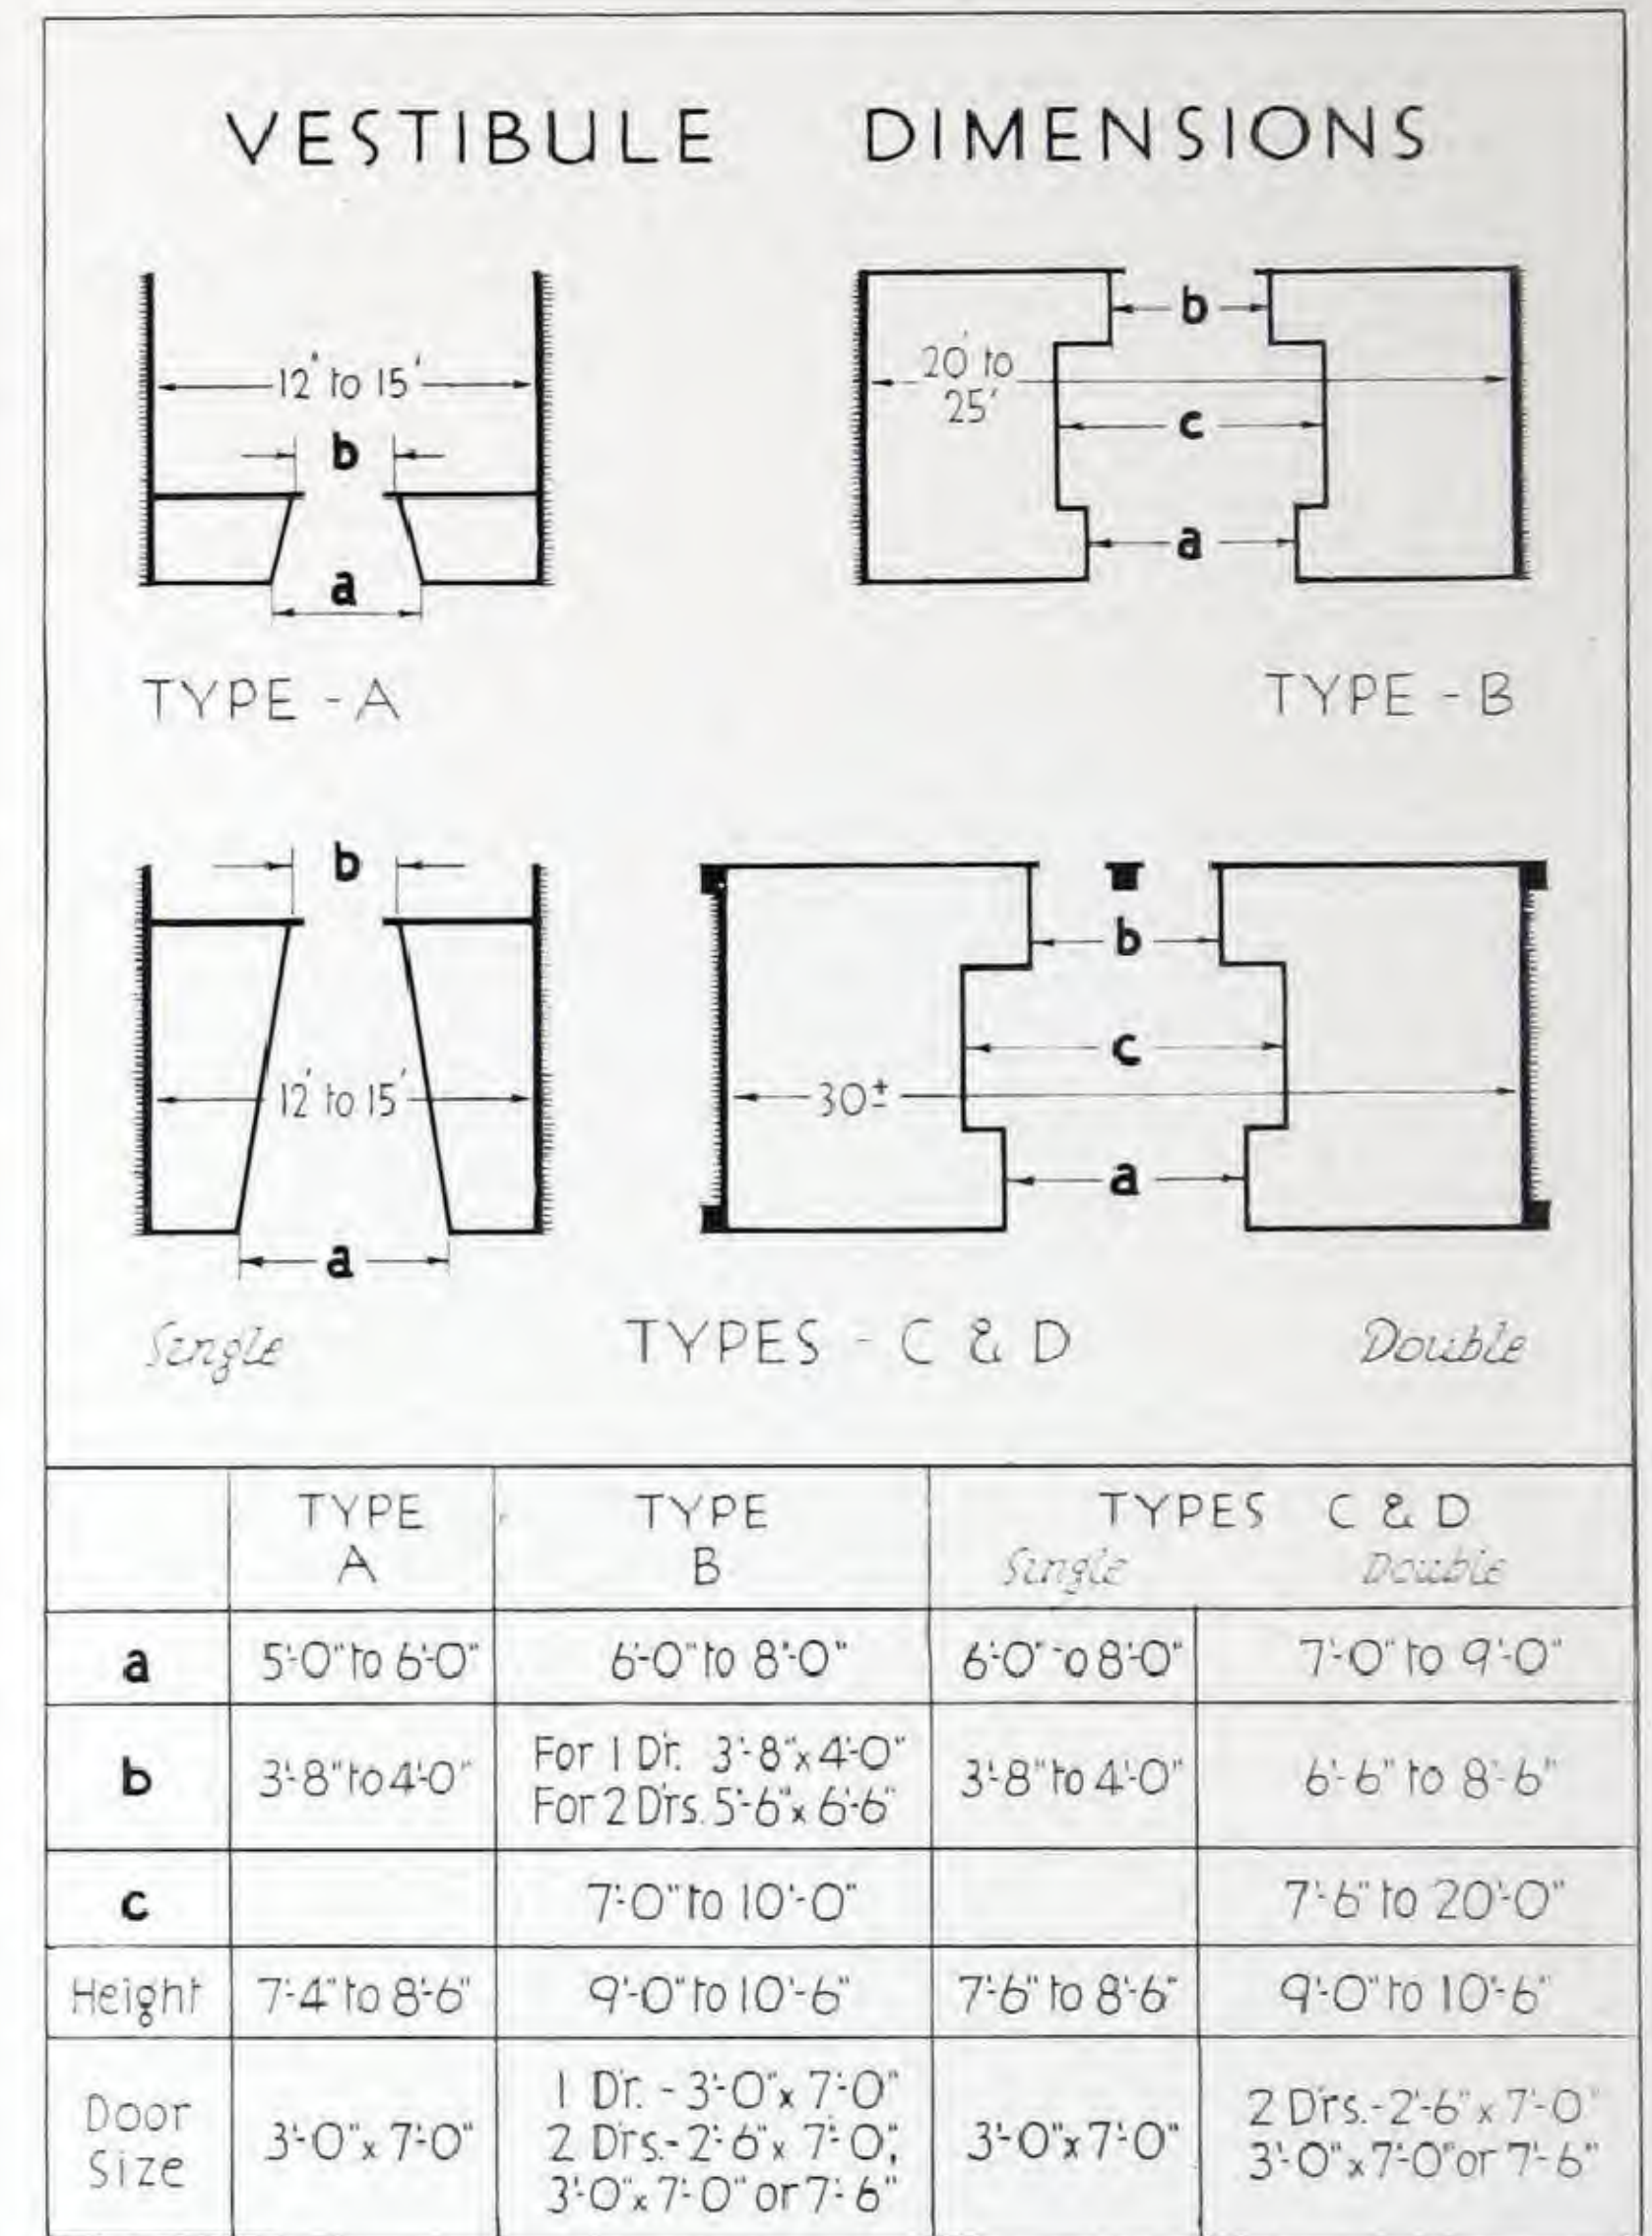 VESTIBULE DIMENSIONS
12' to 15'
b
a
TYPE - A
b
20' to
25'
c
a
TYPE - B
b
12' to 15'
a
Single
b
c
30±
a
Double
TYPES - C & D
TYPE A TYPE B TYPES C & D
Single Double
a 5'-0" to 6'-0" 6'-0" to 8'-0" 6'-0" to 8'-0" 7'-0" to 9'-0"
b 3'-8" to 4'-0" For 1 Dr. 3'-8" x 4'-0" 3'-8" to 4'-0" 6'-6" to 8'-6"
For 2 Drs. 5'-6" x 6'-6"
c 7'-0" to 10'-0" 7'-6" to 20'-0"
Height 7'-4" to 8'-6" 9'-0" to 10'-6" 7'-6" to 8'-6" 9'-0" to 10'-6"
Door Size 3'-0" x 7'-0" 1 Dr. - 3'-0" x 7'-0" 3'-0" x 7'-0" 2 Drs.-2'-6" x 7'-0"
2 Drs.-2'-6" x 7'-0", 3'-0" x 7'-0" or 7'-6"
3'-0" x 7'-0" or 7'-6"